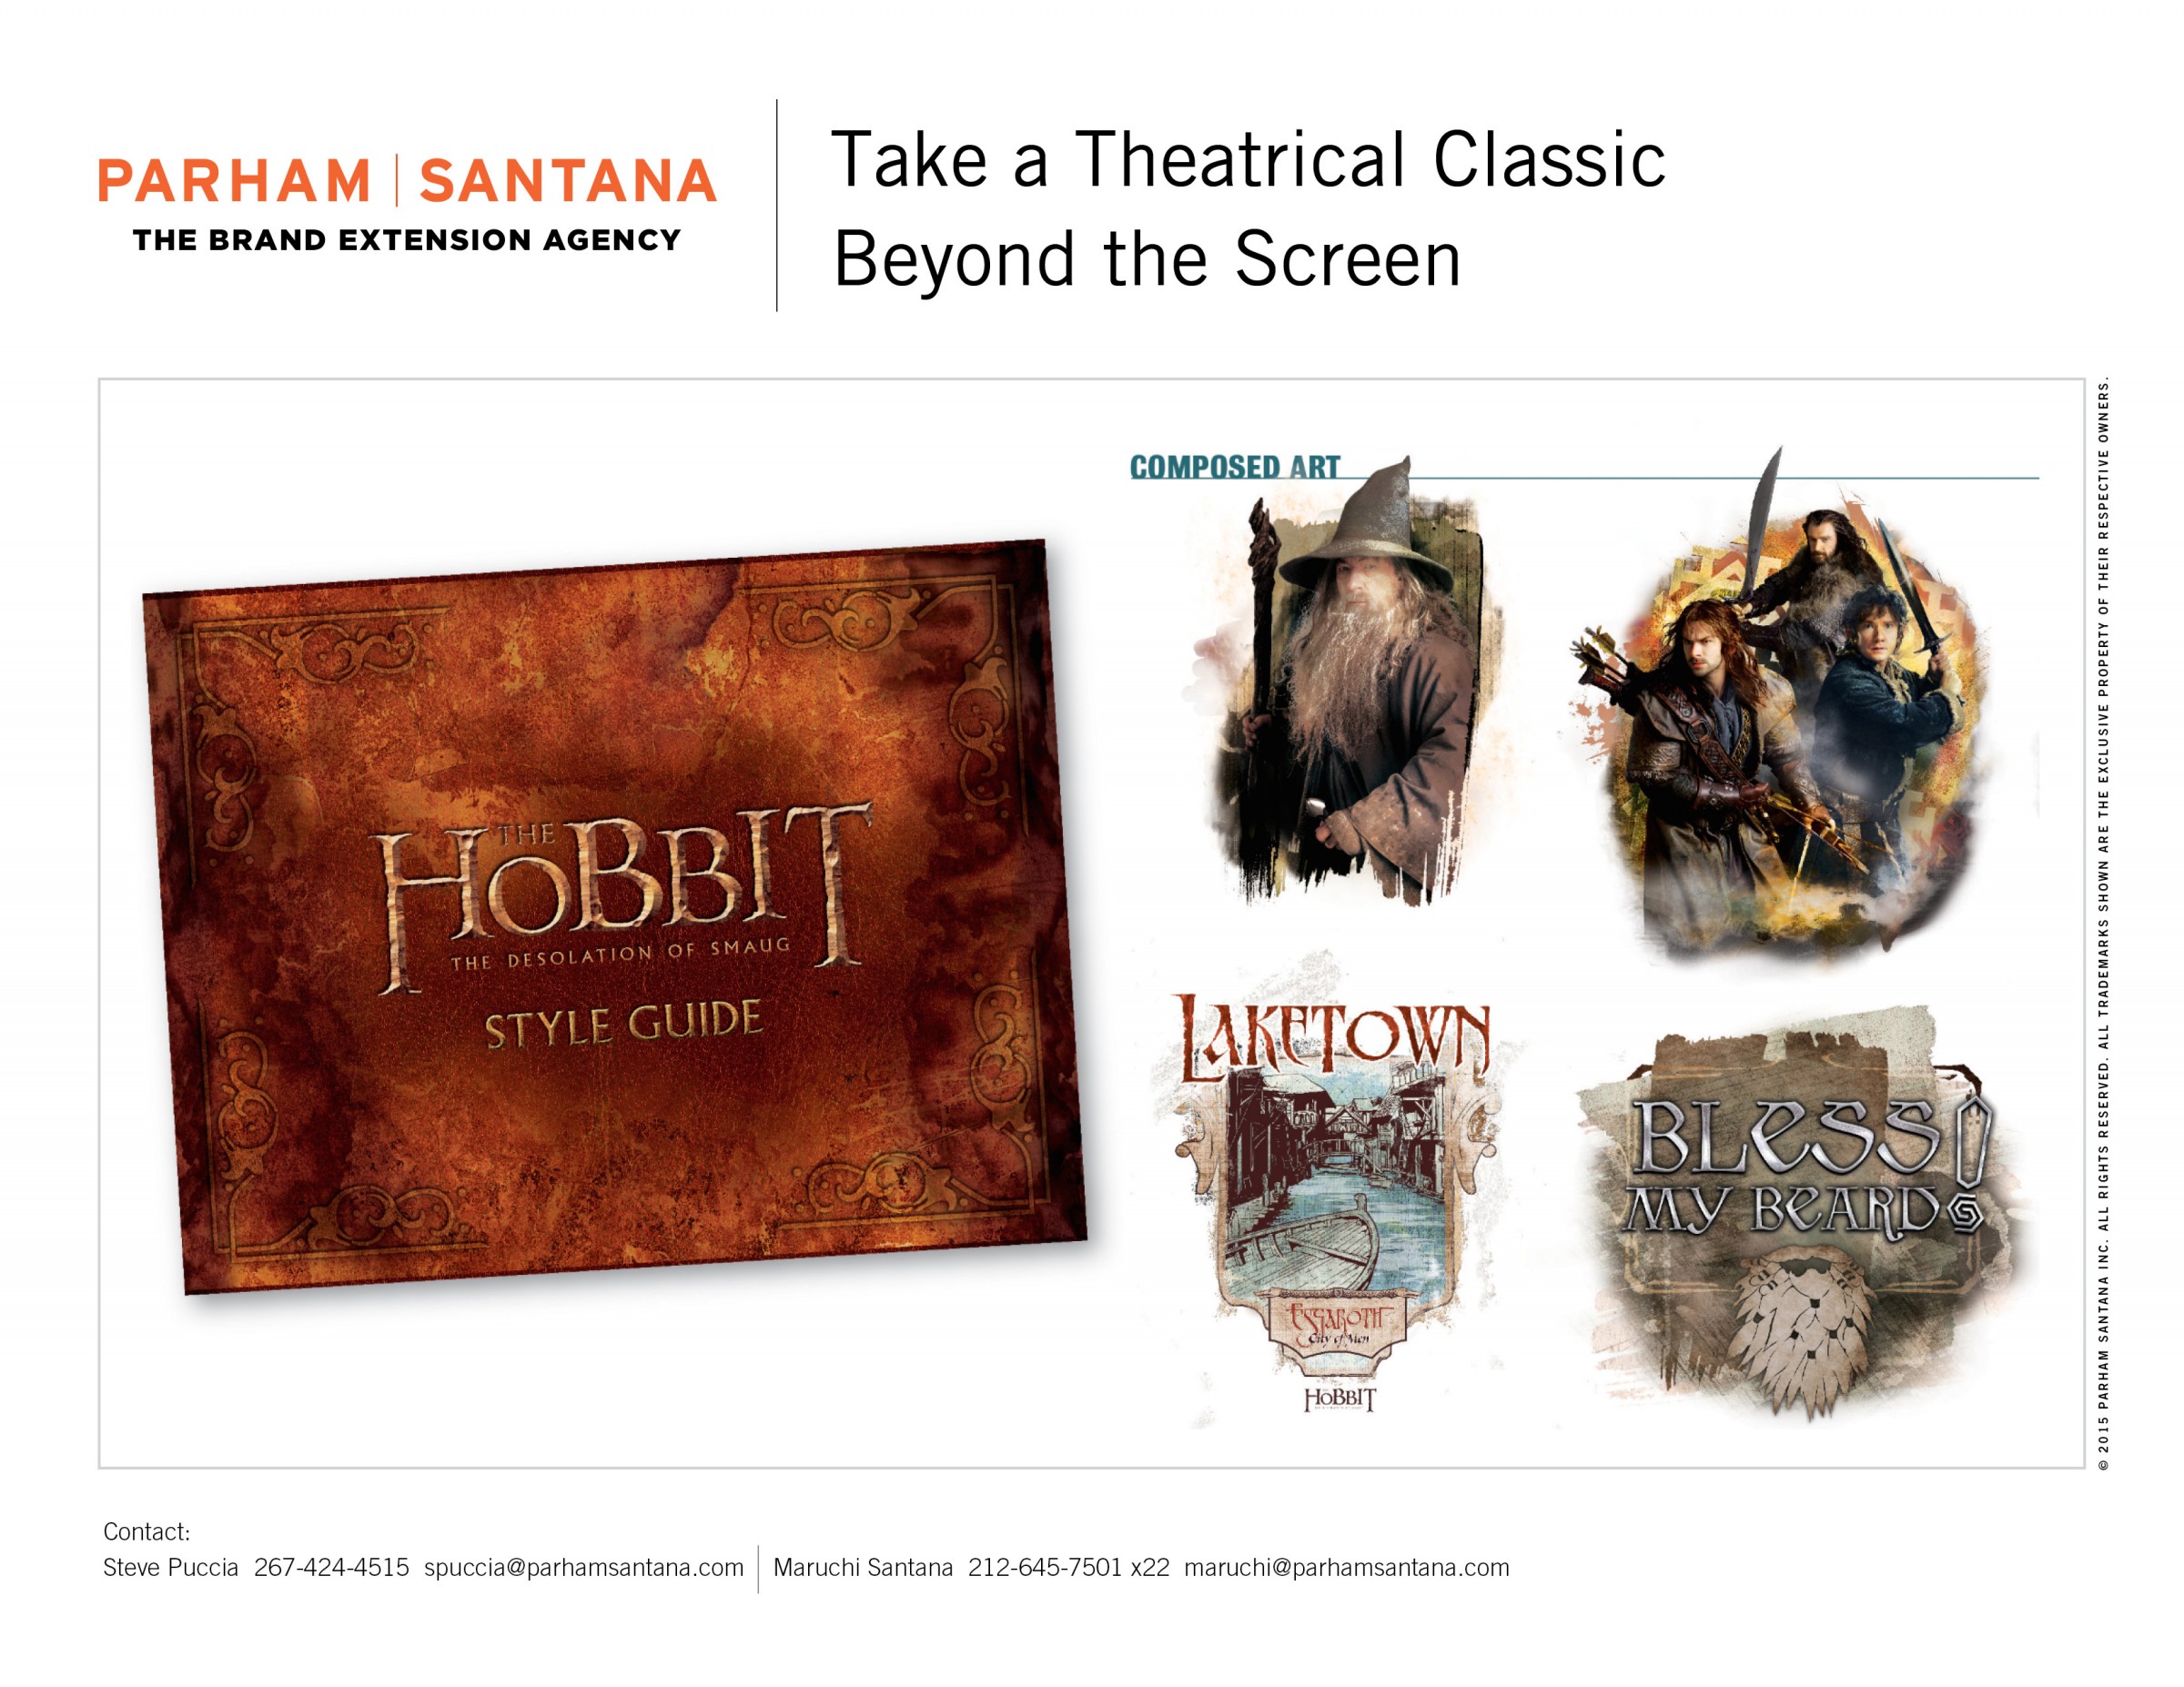 PARHAM | SANTANA
THE BRAND EXTENSION AGENCY
Take a Theatrical Classic
Beyond the Screen
COMPOSED ART
THE
HOBBIT
THE DESOLATION OF SMAUG
STYLE GUIDE
LAKETOWN
ESGAROTH
City of Men
HOBBIT
BLESS
MY BEARD!
© 2015 PARHAM SANTANA INC. ALL RIGHTS RESERVED. ALL TRADEMARKS SHOWN ARE THE EXCLUSIVE PROPERTY OF THEIR RESPECTIVE OWNERS.
Contact:
Steve Puccia 267-424-4515 spuccia@parhamsantana.com | Maruchi Santana 212-645-7501 x22 maruchi@parhamsantana.com